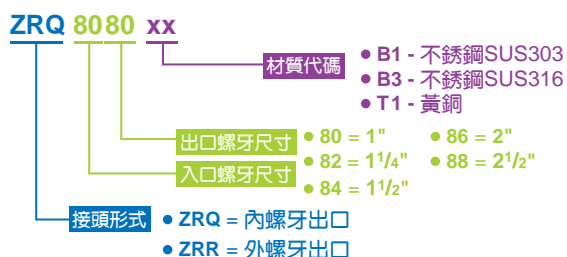 ZRQ 8080 xx
材質代碼
● B1 - 不銹鋼SUS303
● B3 - 不銹鋼SUS316
● T1 - 黃銅
出口螺牙尺寸
入口螺牙尺寸
● 80 = 1" ● 86 = 2"
● 82 = 1¹/4" ● 88 = 2¹/2"
● 84 = 1¹/2"
接頭形式
● ZRQ = 內螺牙出口
● ZRR = 外螺牙出口